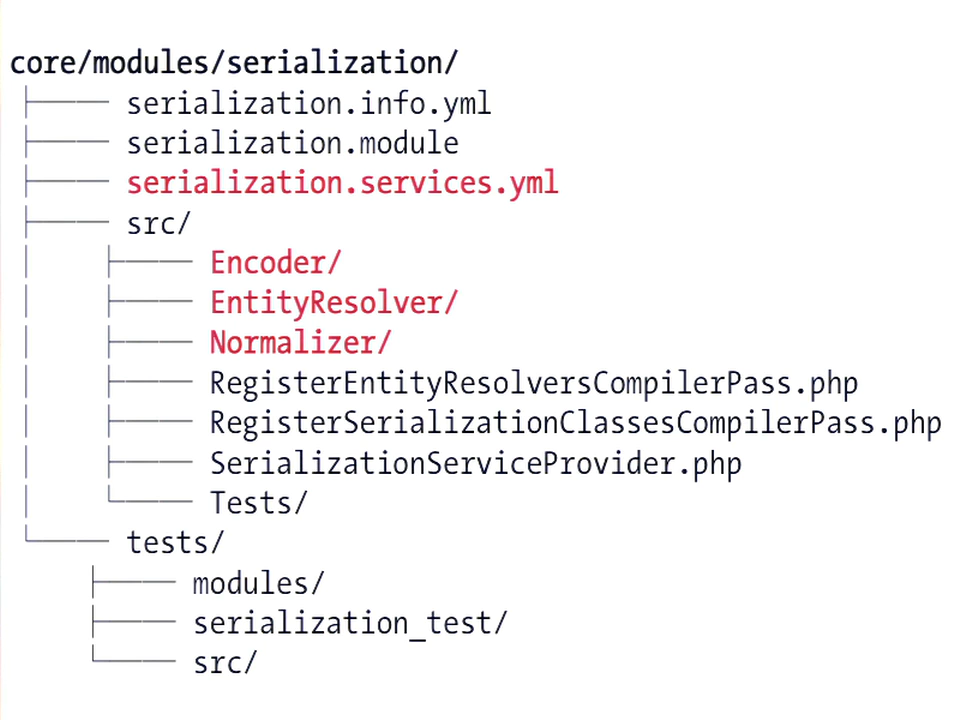 core/modules/serialization/
├── serialization.info.yml
├── serialization.module
├── serialization.services.yml
├── src/
│   ├── Encoder/
│   ├── EntityResolver/
│   ├── Normalizer/
│   ├── RegisterEntityResolversCompilerPass.php
│   ├── RegisterSerializationClassesCompilerPass.php
│   ├── SerializationServiceProvider.php
│   └── Tests/
└── tests/
    ├── modules/
    ├── serialization_test/
    └── src/